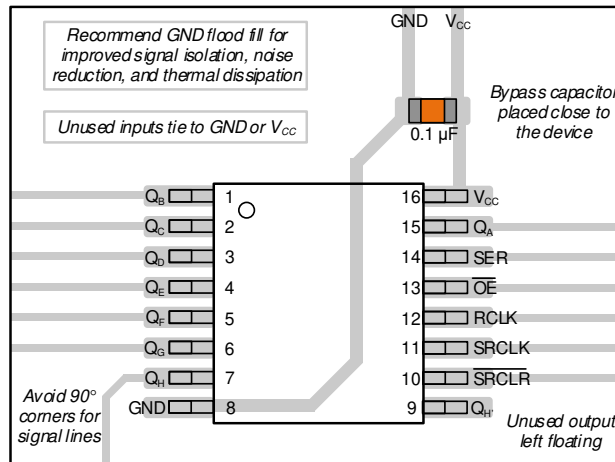 GND VCC
Recommend GND flood fill for
improved signal isolation, noise
reduction, and thermal dissipation
Unused inputs tie to GND or VCC
Bypass capacitor
placed close to
the device
0.1 µF
QB 1
QC 2
QD 3
QE 4
QF 5
QG 6
QH 7
GND 8
16 VCC
15 QA
14 SER
13 OE
12 RCLK
11 SRCLK
10 SRCLR
9 QH'
Avoid 90°
corners for
signal lines
Unused output
left floating